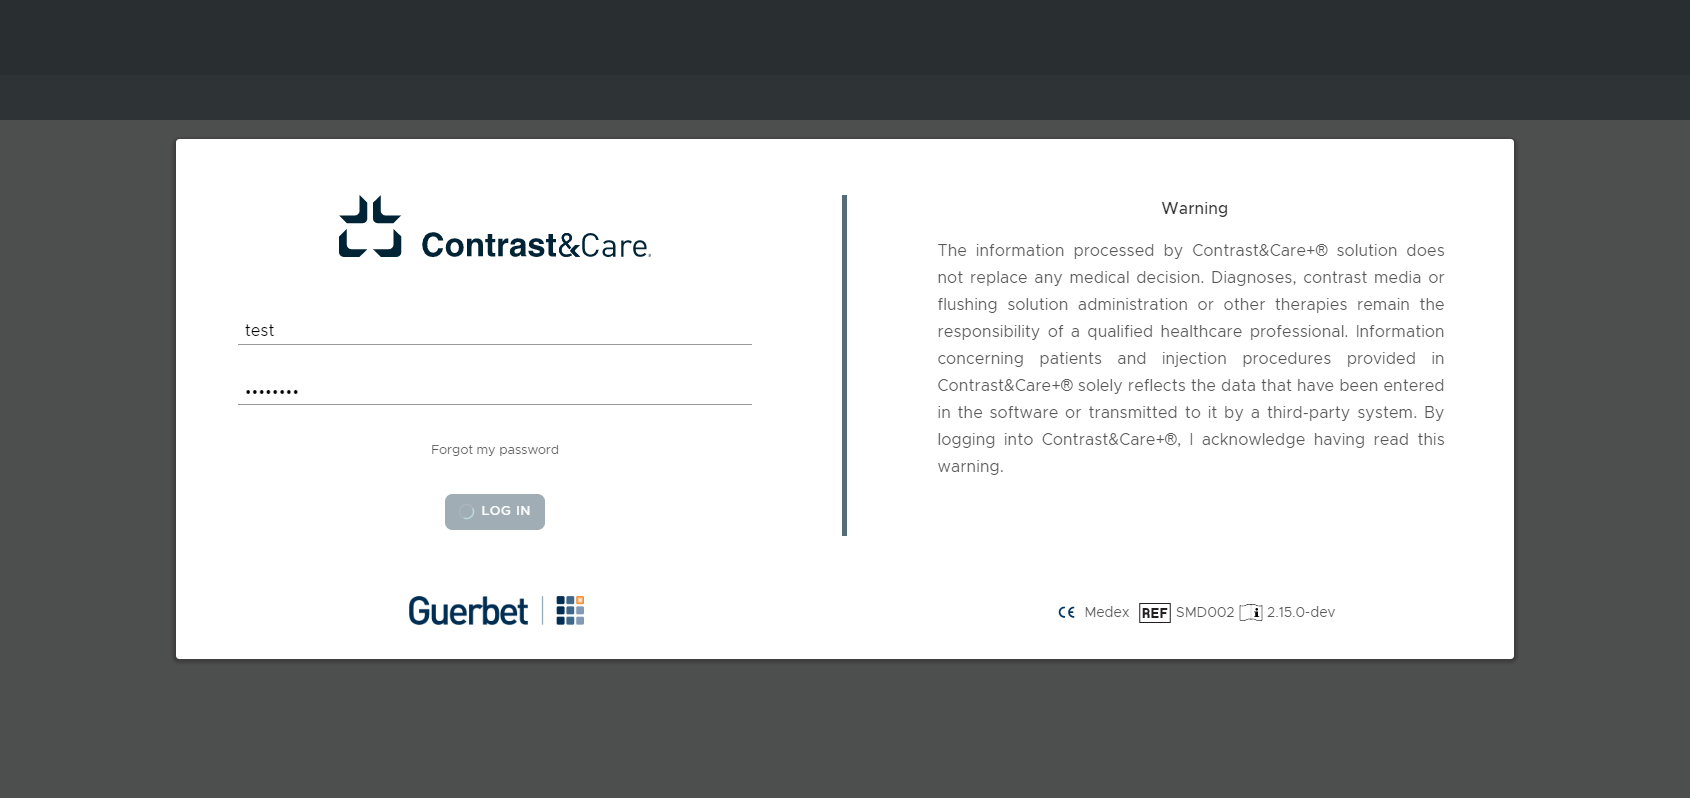 Contrast&Care®
test
••••••••
Forgot my password
LOG IN
Guerbet
Warning
The information processed by Contrast&Care+® solution does
not replace any medical decision. Diagnoses, contrast media or
flushing solution administration or other therapies remain the
responsibility of a qualified healthcare professional. Information
concerning patients and injection procedures provided in
Contrast&Care+® solely reflects the data that have been entered
in the software or transmitted to it by a third-party system. By
logging into Contrast&Care+®, I acknowledge having read this
warning.
CE Medex REF SMD002 i 2.15.0-dev